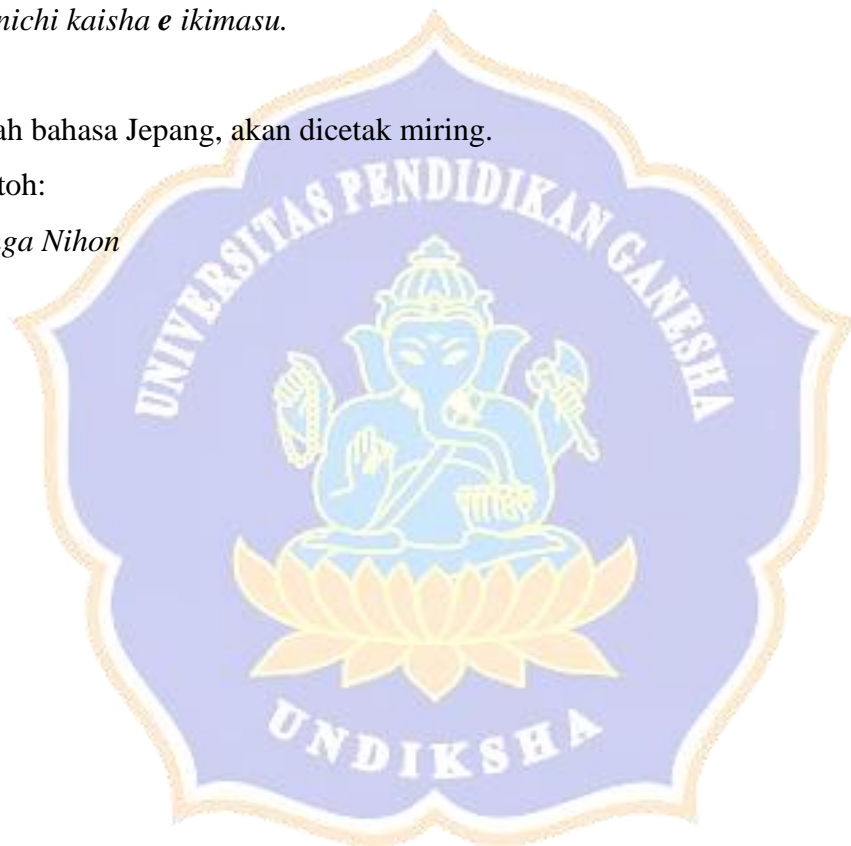 nichi kaisha e ikimasu.
ah bahasa Jepang, akan dicetak miring.
toh:
ga Nihon
UNIVERSITAS PENDIDIKAN GANESHA
UNDIKSHA